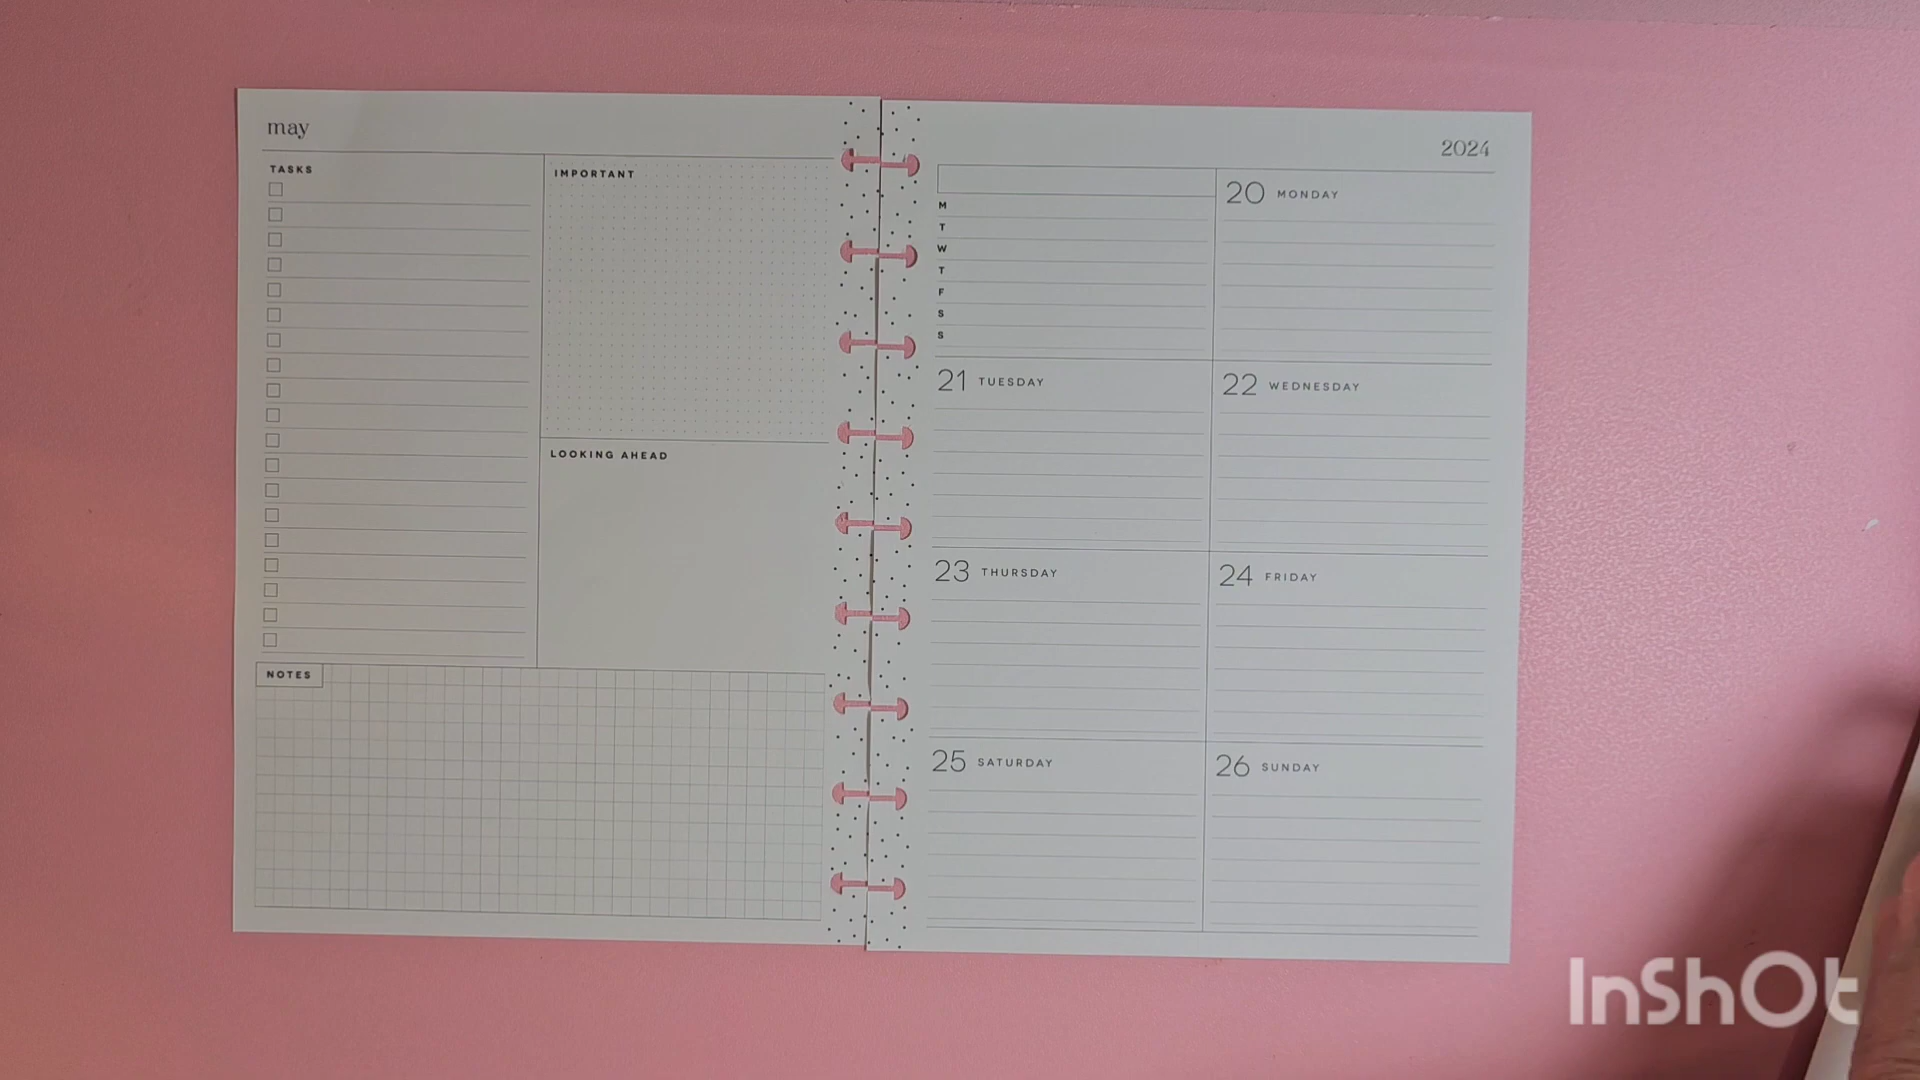 may
TASKS
IMPORTANT
LOOKING AHEAD
NOTES
2024
M
T
W
T
F
S
S
20 MONDAY
21 TUESDAY
22 WEDNESDAY
23 THURSDAY
24 FRIDAY
25 SATURDAY
26 SUNDAY
InShOt